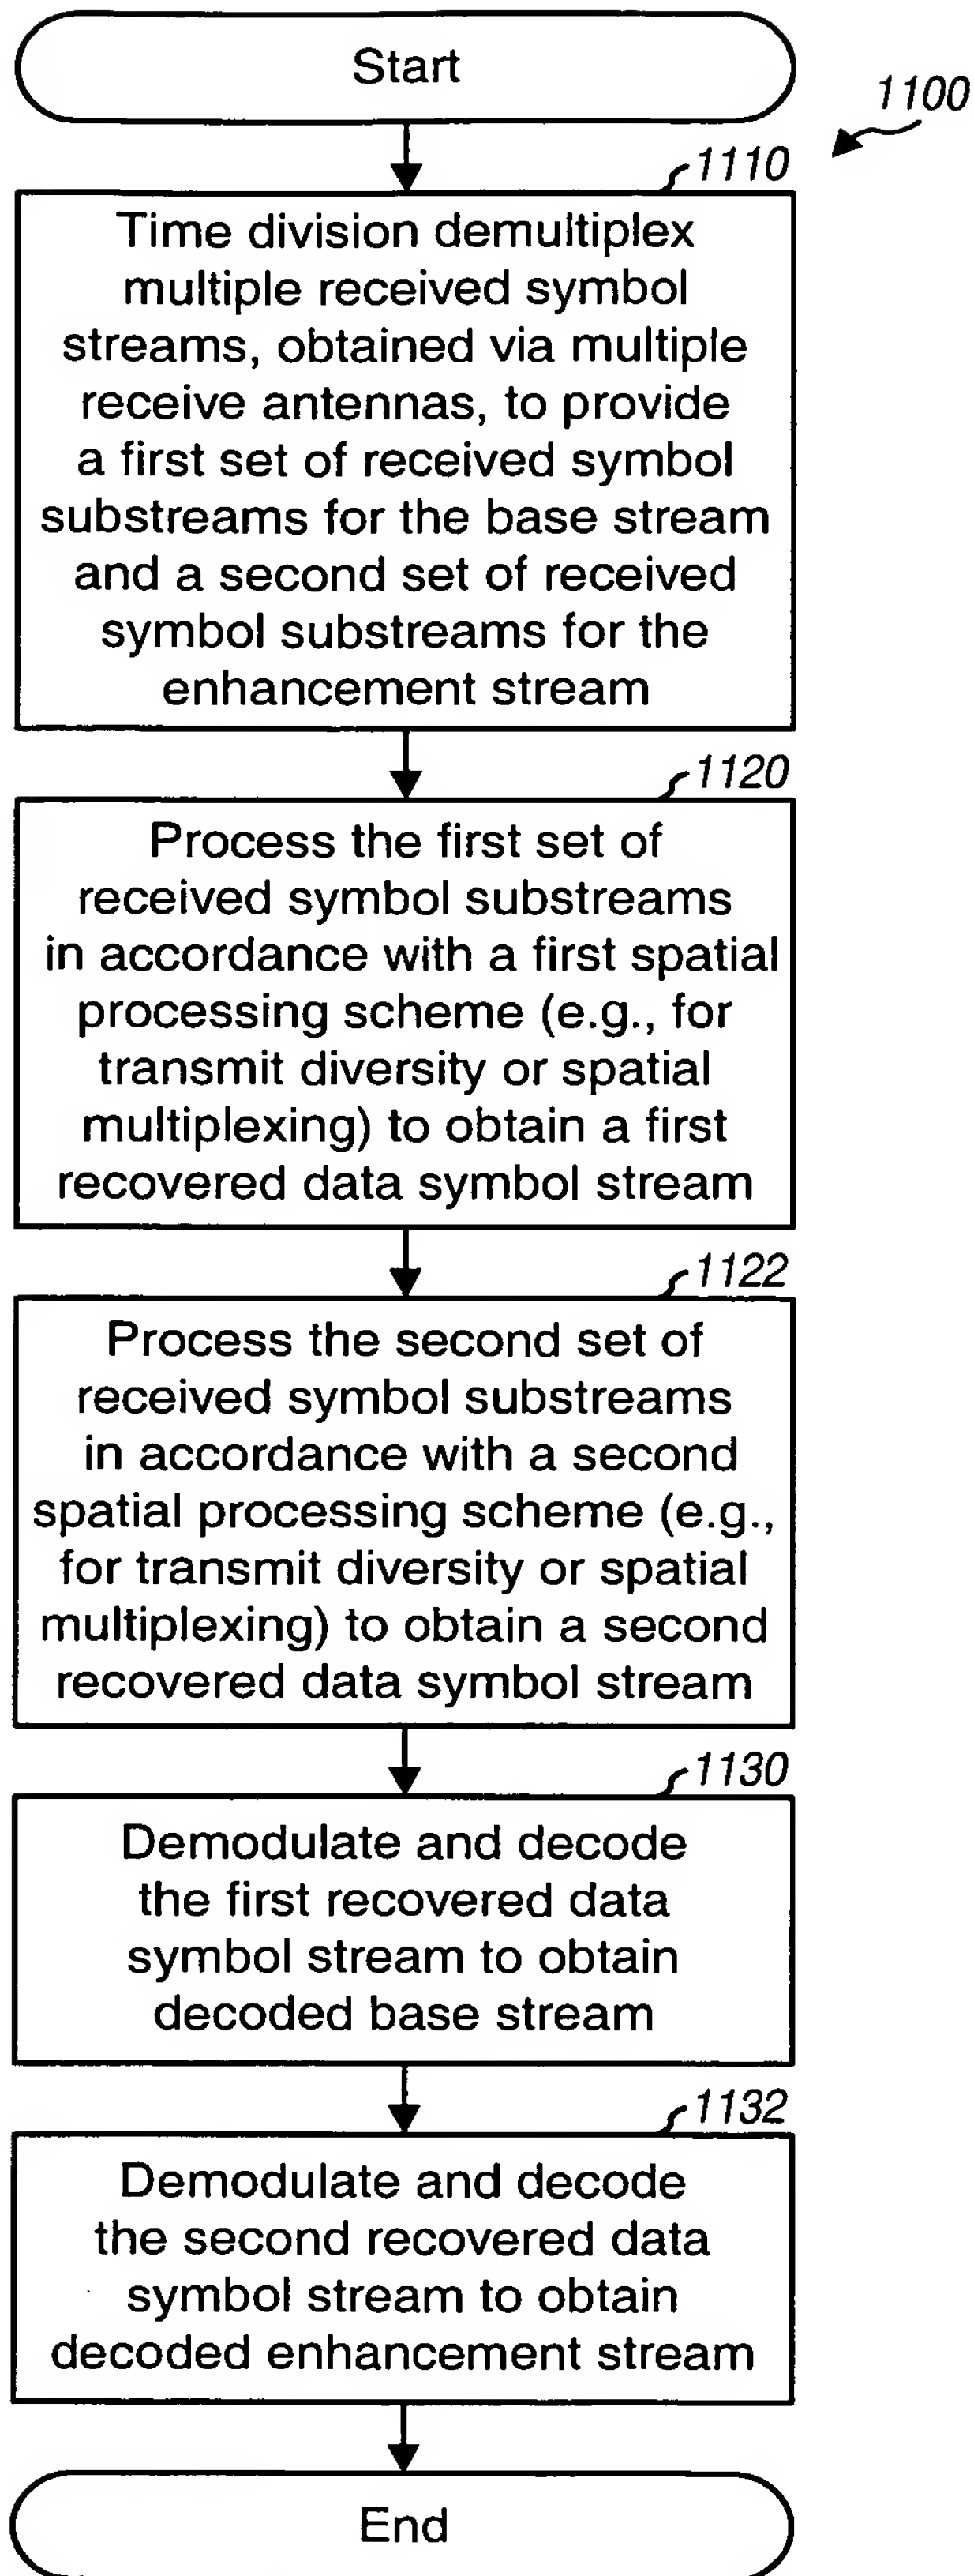 Start
1100
1110
Time division demultiplex
multiple received symbol
streams, obtained via multiple
receive antennas, to provide
a first set of received symbol
substreams for the base stream
and a second set of received
symbol substreams for the
enhancement stream
1120
Process the first set of
received symbol substreams
in accordance with a first spatial
processing scheme (e.g., for
transmit diversity or spatial
multiplexing) to obtain a first
recovered data symbol stream
1122
Process the second set of
received symbol substreams
in accordance with a second
spatial processing scheme (e.g.,
for transmit diversity or spatial
multiplexing) to obtain a second
recovered data symbol stream
1130
Demodulate and decode
the first recovered data
symbol stream to obtain
decoded base stream
1132
Demodulate and decode
the second recovered data
symbol stream to obtain
decoded enhancement stream
End